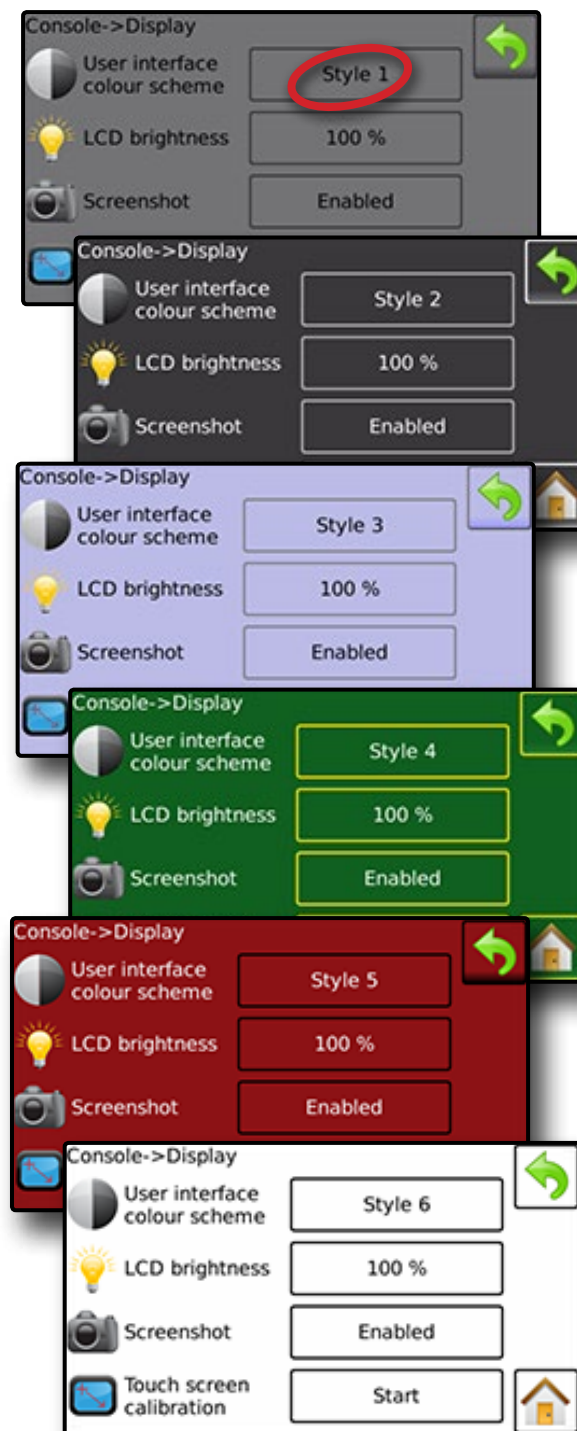 Console->Display
User interface
colour scheme
Style 1
LCD brightness
100 %
Screenshot
Enabled
Console->Display
User interface
colour scheme
Style 2
LCD brightness
100 %
Screenshot
Enabled
Console->Display
User interface
colour scheme
Style 3
LCD brightness
100 %
Screenshot
Enabled
Console->Display
User interface
colour scheme
Style 4
LCD brightness
100 %
Screenshot
Enabled
Console->Display
User interface
colour scheme
Style 5
LCD brightness
100 %
Screenshot
Enabled
Console->Display
User interface
colour scheme
Style 6
LCD brightness
100 %
Screenshot
Enabled
Touch screen
calibration
Start